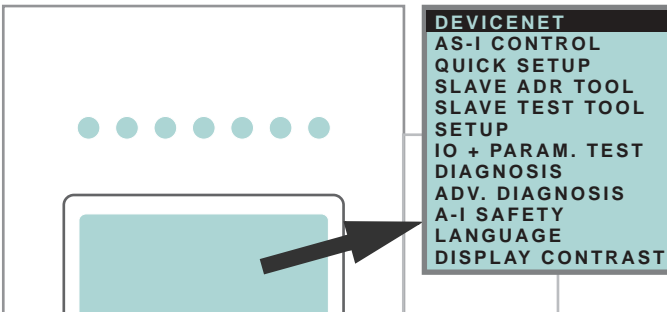 DEVICENET
AS-I CONTROL
QUICK SETUP
SLAVE ADR TOOL
SLAVE TEST TOOL
SETUP
IO + PARAM. TEST
DIAGNOSIS
ADV. DIAGNOSIS
A-I SAFETY
LANGUAGE
DISPLAY CONTRAST